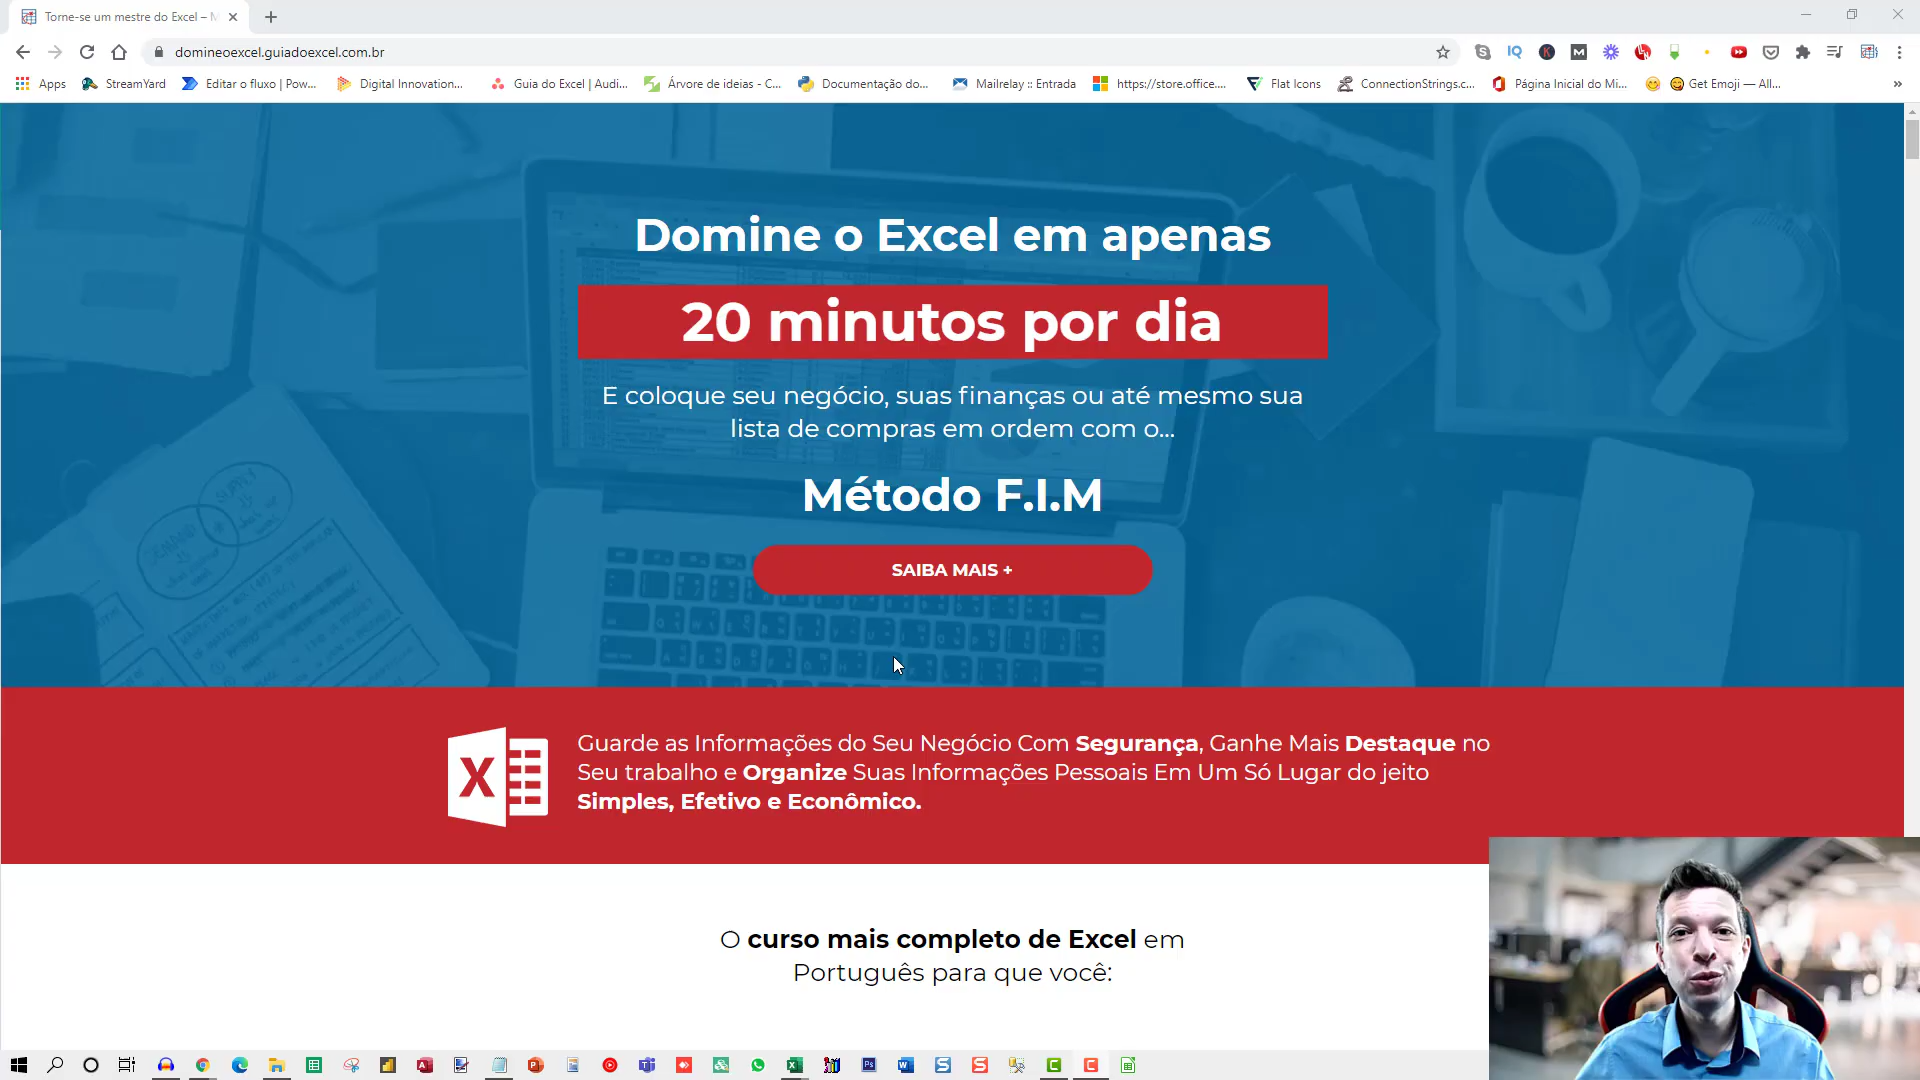 Torne-se um mestre do Excel – M
domineoexcel.guiadoexcel.com.br
Apps StreamYard Editar o fluxo | Pow... Digital Innovation... Guia do Excel | Audi... Árvore de ideias - C... Documentação do... Mailrelay :: Entrada https://store.office.... Flat Icons ConnectionStrings.c... Página Inicial do Mi... Get Emoji — All... »
Domine o Excel em apenas
20 minutos por dia
E coloque seu negócio, suas finanças ou até mesmo sua
lista de compras em ordem com o...
Método F.I.M
SAIBA MAIS +
Guarde as Informações do Seu Negócio Com Segurança, Ganhe Mais Destaque no
Seu trabalho e Organize Suas Informações Pessoais Em Um Só Lugar do jeito
Simples, Efetivo e Econômico.
O curso mais completo de Excel em
Português para que você: